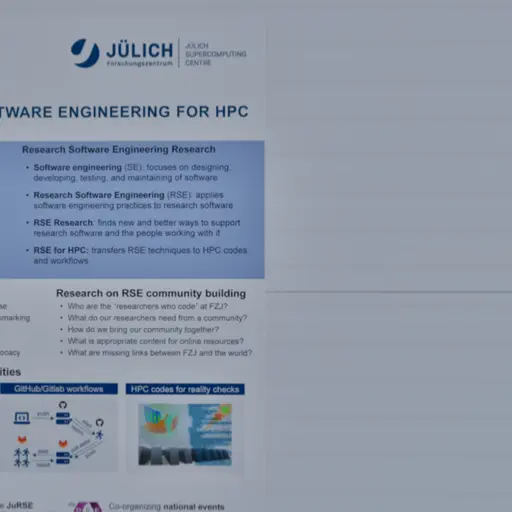 JÜLICH
Forschungszentrum
JÜLICH
SUPERCOMPUTING
CENTRE
TWARE ENGINEERING FOR HPC
Research Software Engineering Research
• Software engineering (SE): focuses on designing,
developing, testing, and maintaining of software
• Research Software Engineering (RSE): applies
software engineering practices to research software
• RSE Research: finds new and better ways to support
research software and the people working with it
• RSE for HPC: transfers RSE techniques to HPC codes
and workflows
Research on RSE community building
• Who are the 'researchers who code' at FZJ?
• What do our researchers need from a community?
• How do we bring our community together?
• What is appropriate content for online resources?
• What are missing links between FZJ and the world?
se
marking
ocacy
ities
GitHub/Gitlab workflows
HPC codes for reality checks
JuRSE
Co-organizing national events